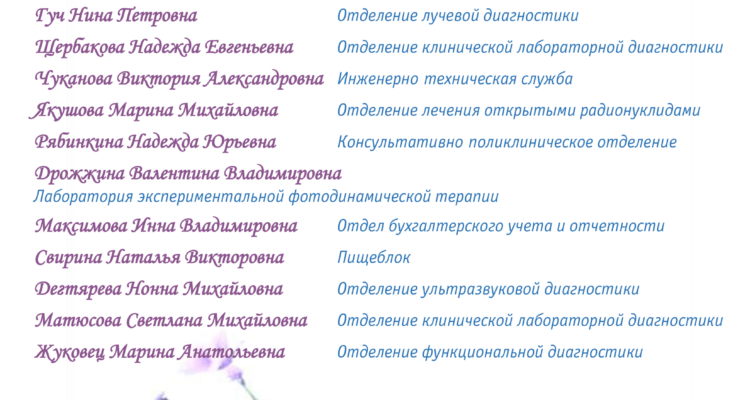 Гуч Нина Петровна Отделение лучевой диагностики
Щербакова Надежда Евгеньевна Отделение клинической лабораторной диагностики
Чуканова Виктория Александровна Инженерно техническая служба
Якушова Марина Михайловна Отделение лечения открытыми радионуклидами
Рябинкина Надежда Юрьевна Консультативно поликлиническое отделение
Дрожжина Валентина Владимировна
Лаборатория экспериментальной фотодинамической терапии
Максимова Инна Владимировна Отдел бухгалтерского учета и отчетности
Свирина Наталья Викторовна Пищеблок
Дегтярева Нонна Михайловна Отделение ультразвуковой диагностики
Матюсова Светлана Михайловна Отделение клинической лабораторной диагностики
Жуковец Марина Анатольевна Отделение функциональной диагностики